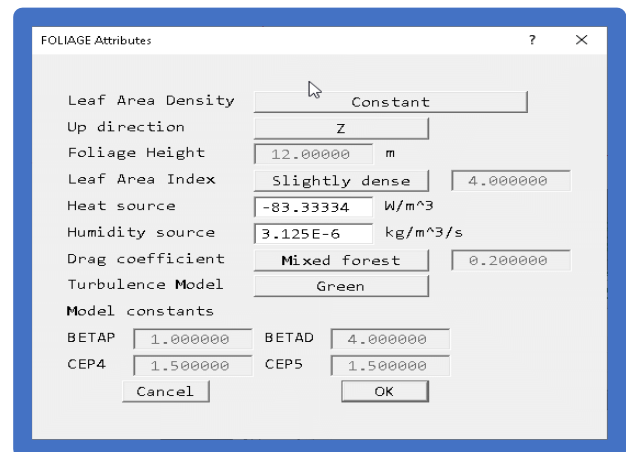 FOLIAGE Attributes ? ×
Leaf Area Density Constant
Up direction Z
Foliage Height 12.00000 m
Leaf Area Index Slightly dense 4.000000
Heat source -83.33334 W/m^3
Humidity source 3.125E-6 kg/m^3/s
Drag coefficient Mixed forest 0.200000
Turbulence Model Green
Model constants
BETAP 1.000000 BETAD 4.000000
CEP4 1.500000 CEP5 1.500000
Cancel OK